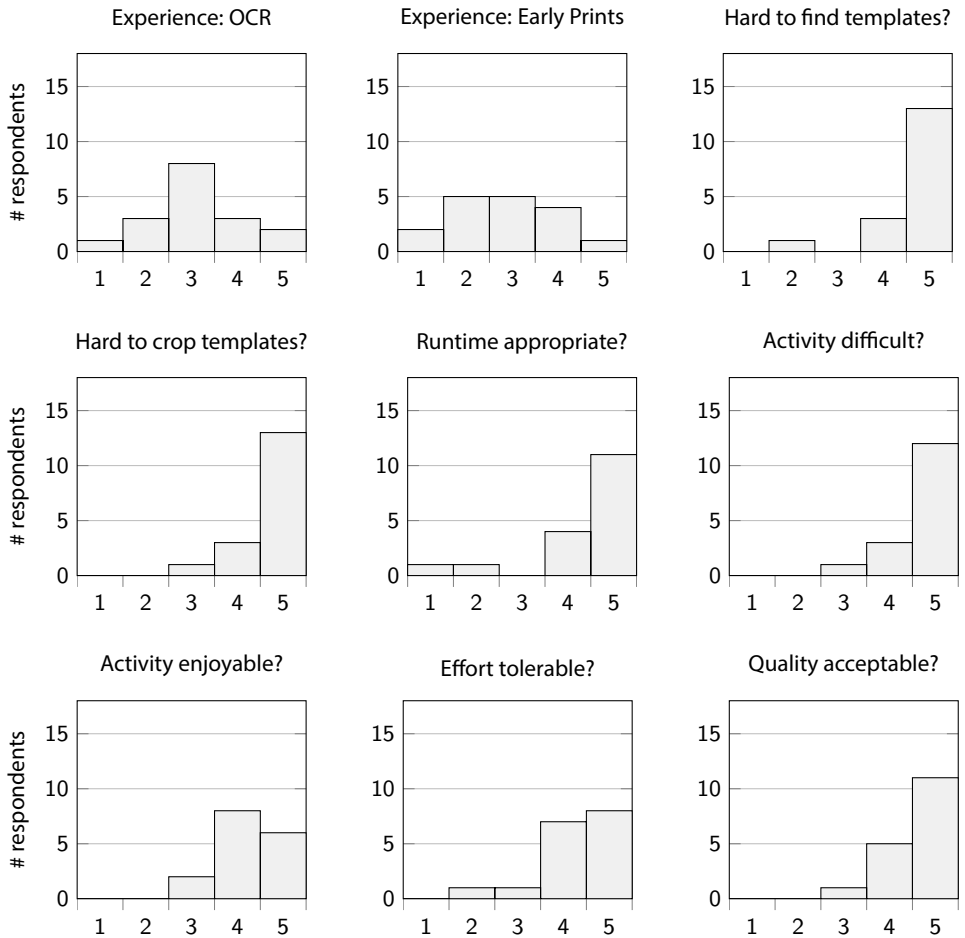 Experience: OCR
Experience: Early Prints
Hard to find templates?
# respondents
15
10
5
0
1 2 3 4 5
15
10
5
0
1 2 3 4 5
15
10
5
0
1 2 3 4 5
Hard to crop templates?
Runtime appropriate?
Activity difficult?
# respondents
15
10
5
0
1 2 3 4 5
15
10
5
0
1 2 3 4 5
15
10
5
0
1 2 3 4 5
Activity enjoyable?
Effort tolerable?
Quality acceptable?
# respondents
15
10
5
0
1 2 3 4 5
15
10
5
0
1 2 3 4 5
15
10
5
0
1 2 3 4 5